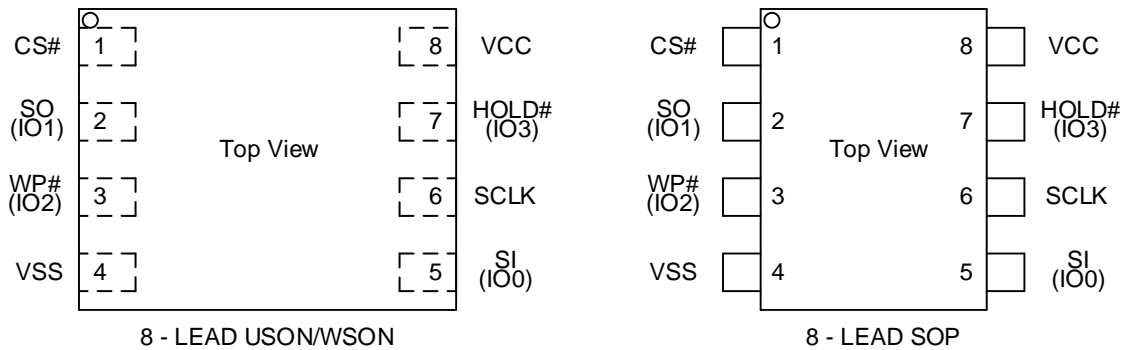 CS#
1
8
VCC
SO
(IO1)
2
7
HOLD#
(IO3)
Top View
WP#
(IO2)
3
6
SCLK
VSS
4
5
SI
(IO0)
8 - LEAD USON/WSON
CS#
1
8
VCC
SO
(IO1)
2
7
HOLD#
(IO3)
Top View
WP#
(IO2)
3
6
SCLK
VSS
4
5
SI
(IO0)
8 - LEAD SOP